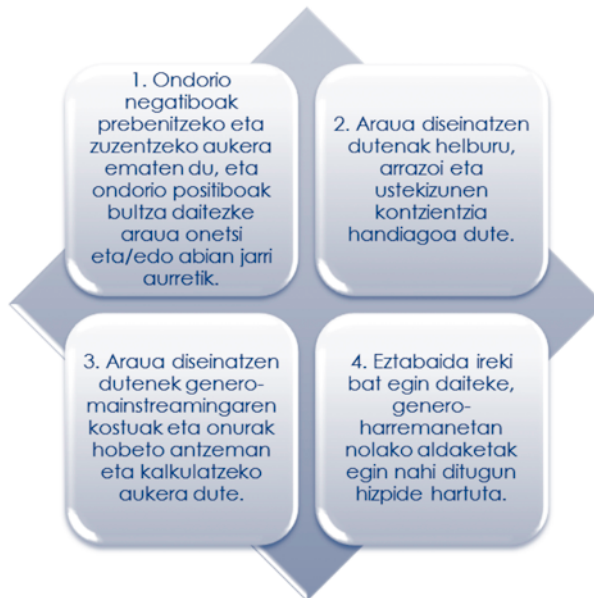 1. Ondorio
negatiboak
prebenitzeko eta
zuzentzeko aukera
ematen du, eta
ondorio positiboak
bultza daitezke
araua onetsi
eta/edo abian jarri
aurretik.
2. Araua diseinatzen
dutenak helburu,
arrazoi eta
ustekizunen
kontzientzia
handiagoa dute.
3. Araua diseinatzen
dutenek genero-
mainstreamingaren
kostuak eta onurak
hobeto antzeman
eta kalkulatzeko
aukera dute.
4. Eztabaida ireki
bat egin daiteke,
genero-
harremanetan
nolako aldaketak
egin nahi ditugun
hizpide hartuta.